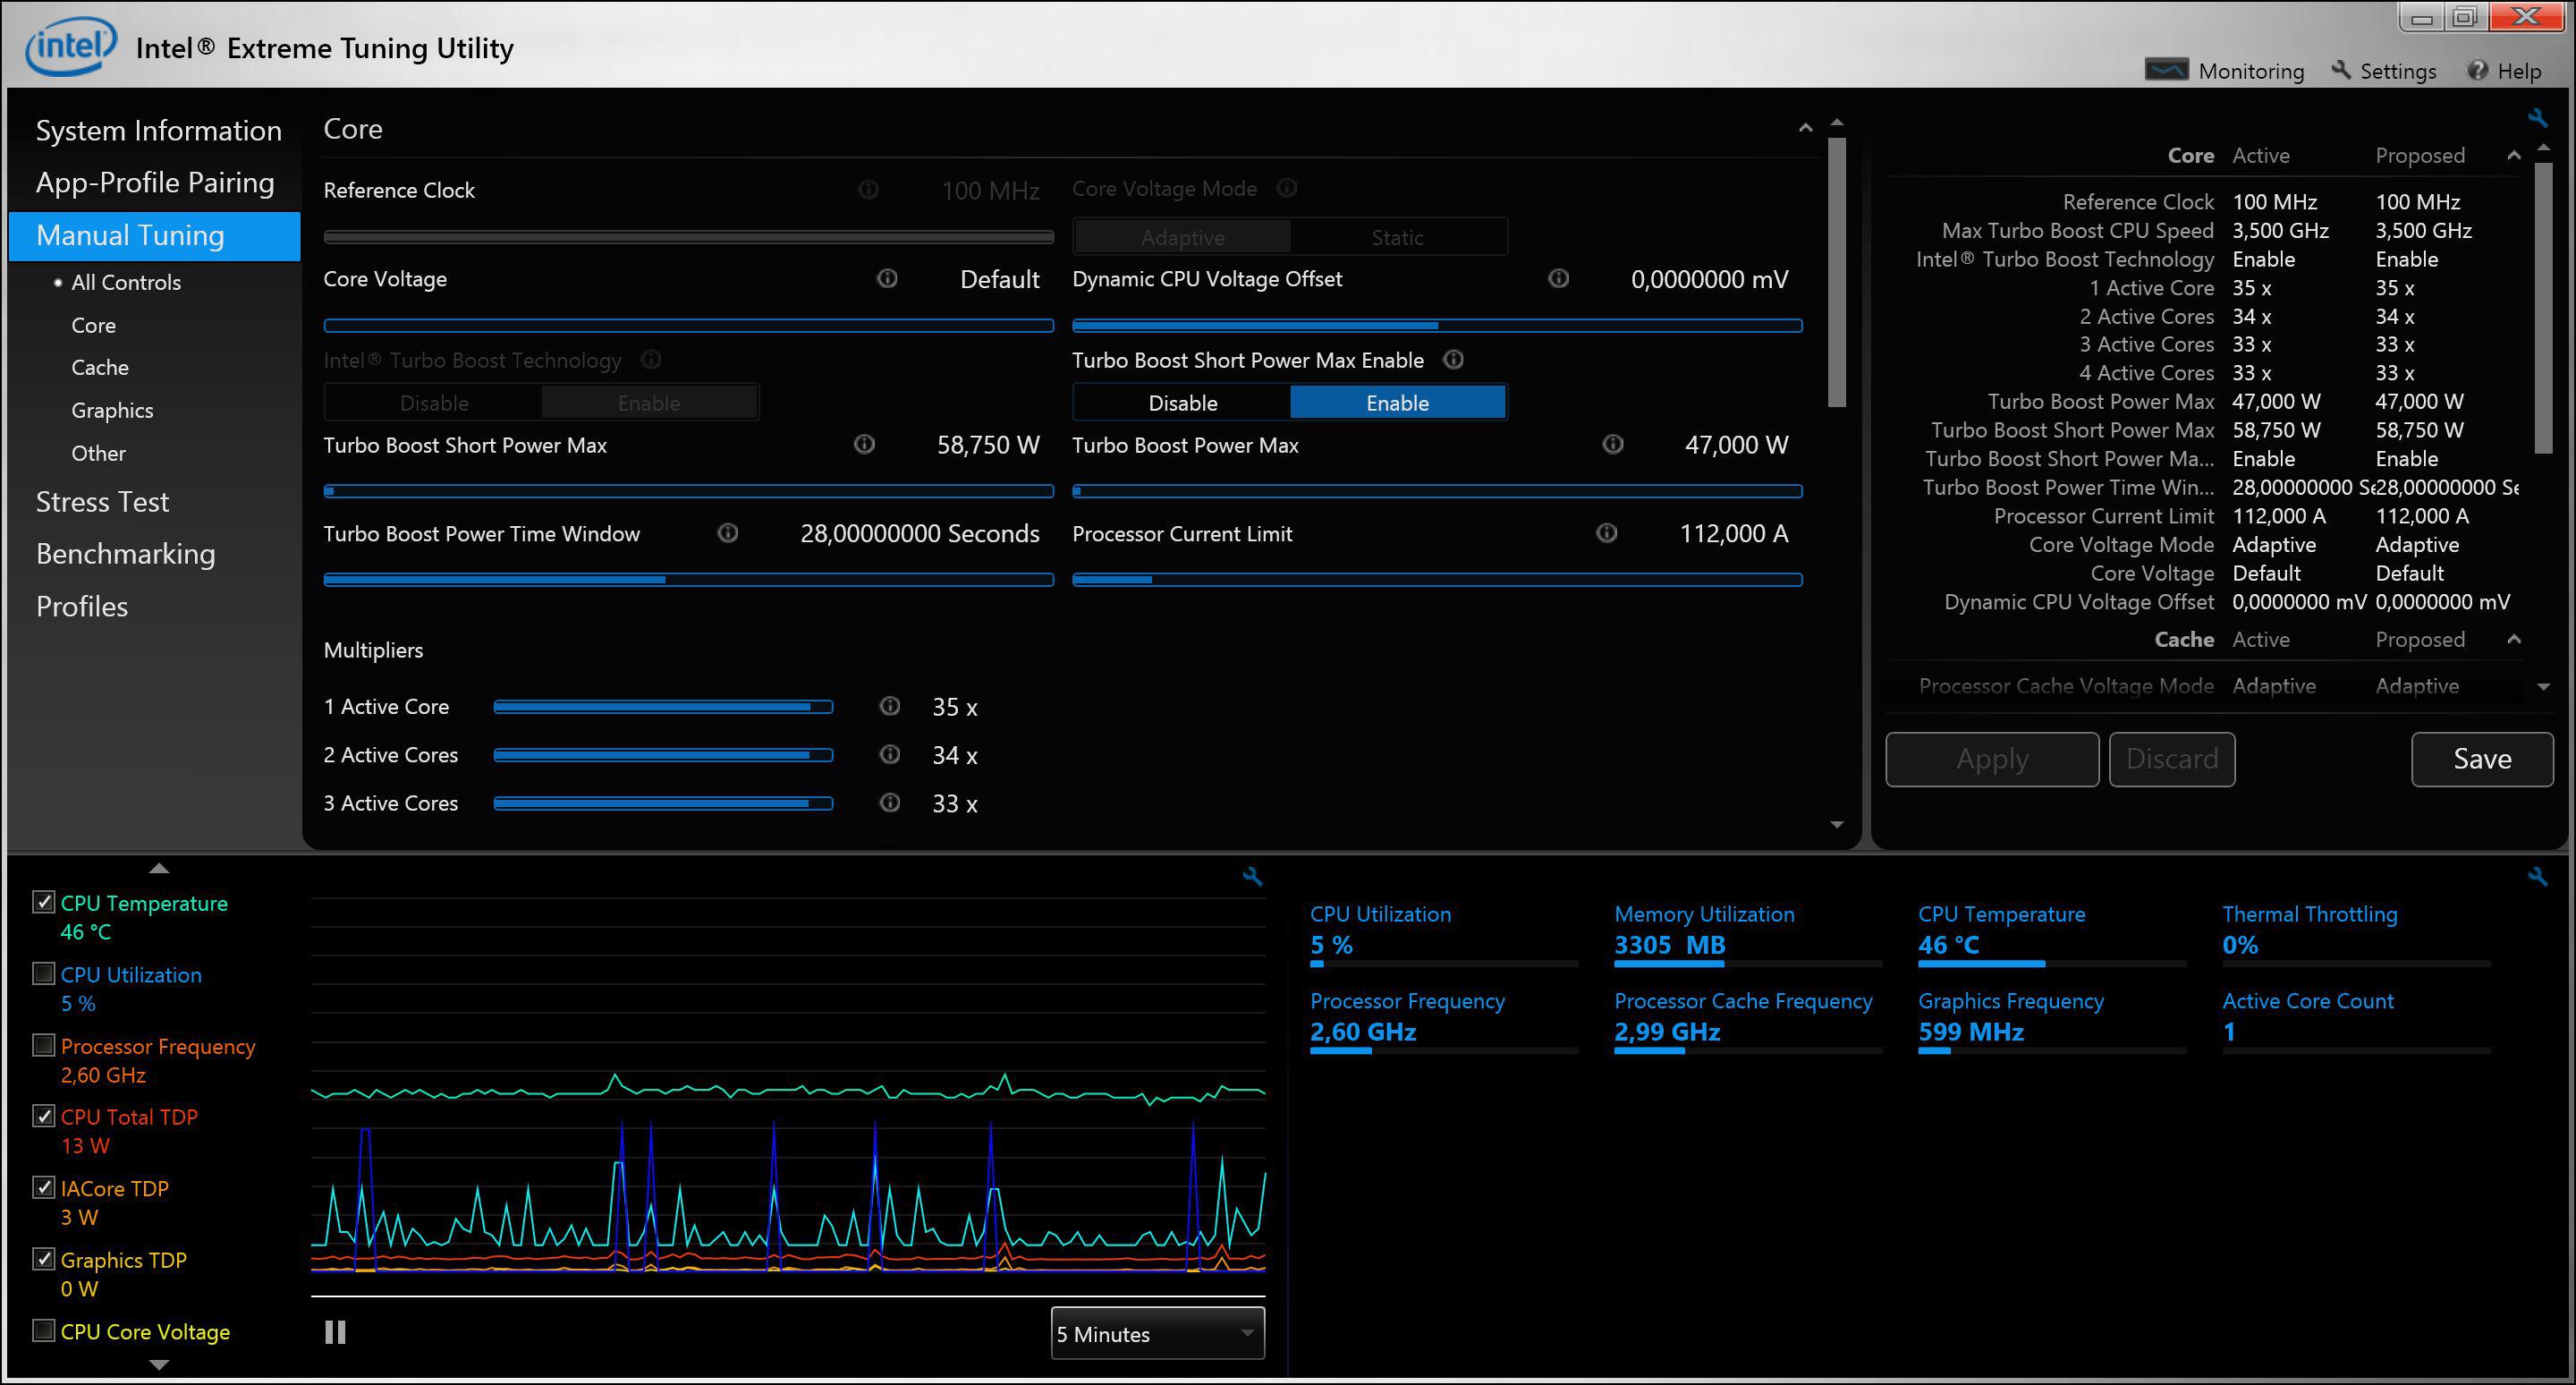 intel Intel® Extreme Tuning Utility
Monitoring Settings Help
System Information
App-Profile Pairing
Manual Tuning
All Controls
Core
Cache
Graphics
Other
Stress Test
Benchmarking
Profiles
Core
Reference Clock 100 MHz
Core Voltage Mode
Adaptive Static
Core Voltage Default
Dynamic CPU Voltage Offset 0,0000000 mV
Intel® Turbo Boost Technology
Disable Enable
Turbo Boost Short Power Max Enable
Disable Enable
Turbo Boost Short Power Max 58,750 W
Turbo Boost Power Max 47,000 W
Turbo Boost Power Time Window 28,00000000 Seconds
Processor Current Limit 112,000 A
Multipliers
1 Active Core 35 x
2 Active Cores 34 x
3 Active Cores 33 x
Core Active Proposed
Reference Clock 100 MHz 100 MHz
Max Turbo Boost CPU Speed 3,500 GHz 3,500 GHz
Intel® Turbo Boost Technology Enable Enable
1 Active Core 35 x 35 x
2 Active Cores 34 x 34 x
3 Active Cores 33 x 33 x
4 Active Cores 33 x 33 x
Turbo Boost Power Max 47,000 W 47,000 W
Turbo Boost Short Power Max 58,750 W 58,750 W
Turbo Boost Short Power Ma... Enable Enable
Turbo Boost Power Time Win... 28,00000000 Se 28,00000000 Se
Processor Current Limit 112,000 A 112,000 A
Core Voltage Mode Adaptive Adaptive
Core Voltage Default Default
Dynamic CPU Voltage Offset 0,0000000 mV 0,0000000 mV
Cache Active Proposed
Processor Cache Voltage Mode Adaptive Adaptive
Apply Discard Save
CPU Temperature
46 °C
CPU Utilization
5 %
Processor Frequency
2,60 GHz
CPU Total TDP
13 W
IACore TDP
3 W
Graphics TDP
0 W
CPU Core Voltage
5 Minutes
CPU Utilization
5 %
Memory Utilization
3305 MB
CPU Temperature
46 °C
Thermal Throttling
0%
Processor Frequency
2,60 GHz
Processor Cache Frequency
2,99 GHz
Graphics Frequency
599 MHz
Active Core Count
1